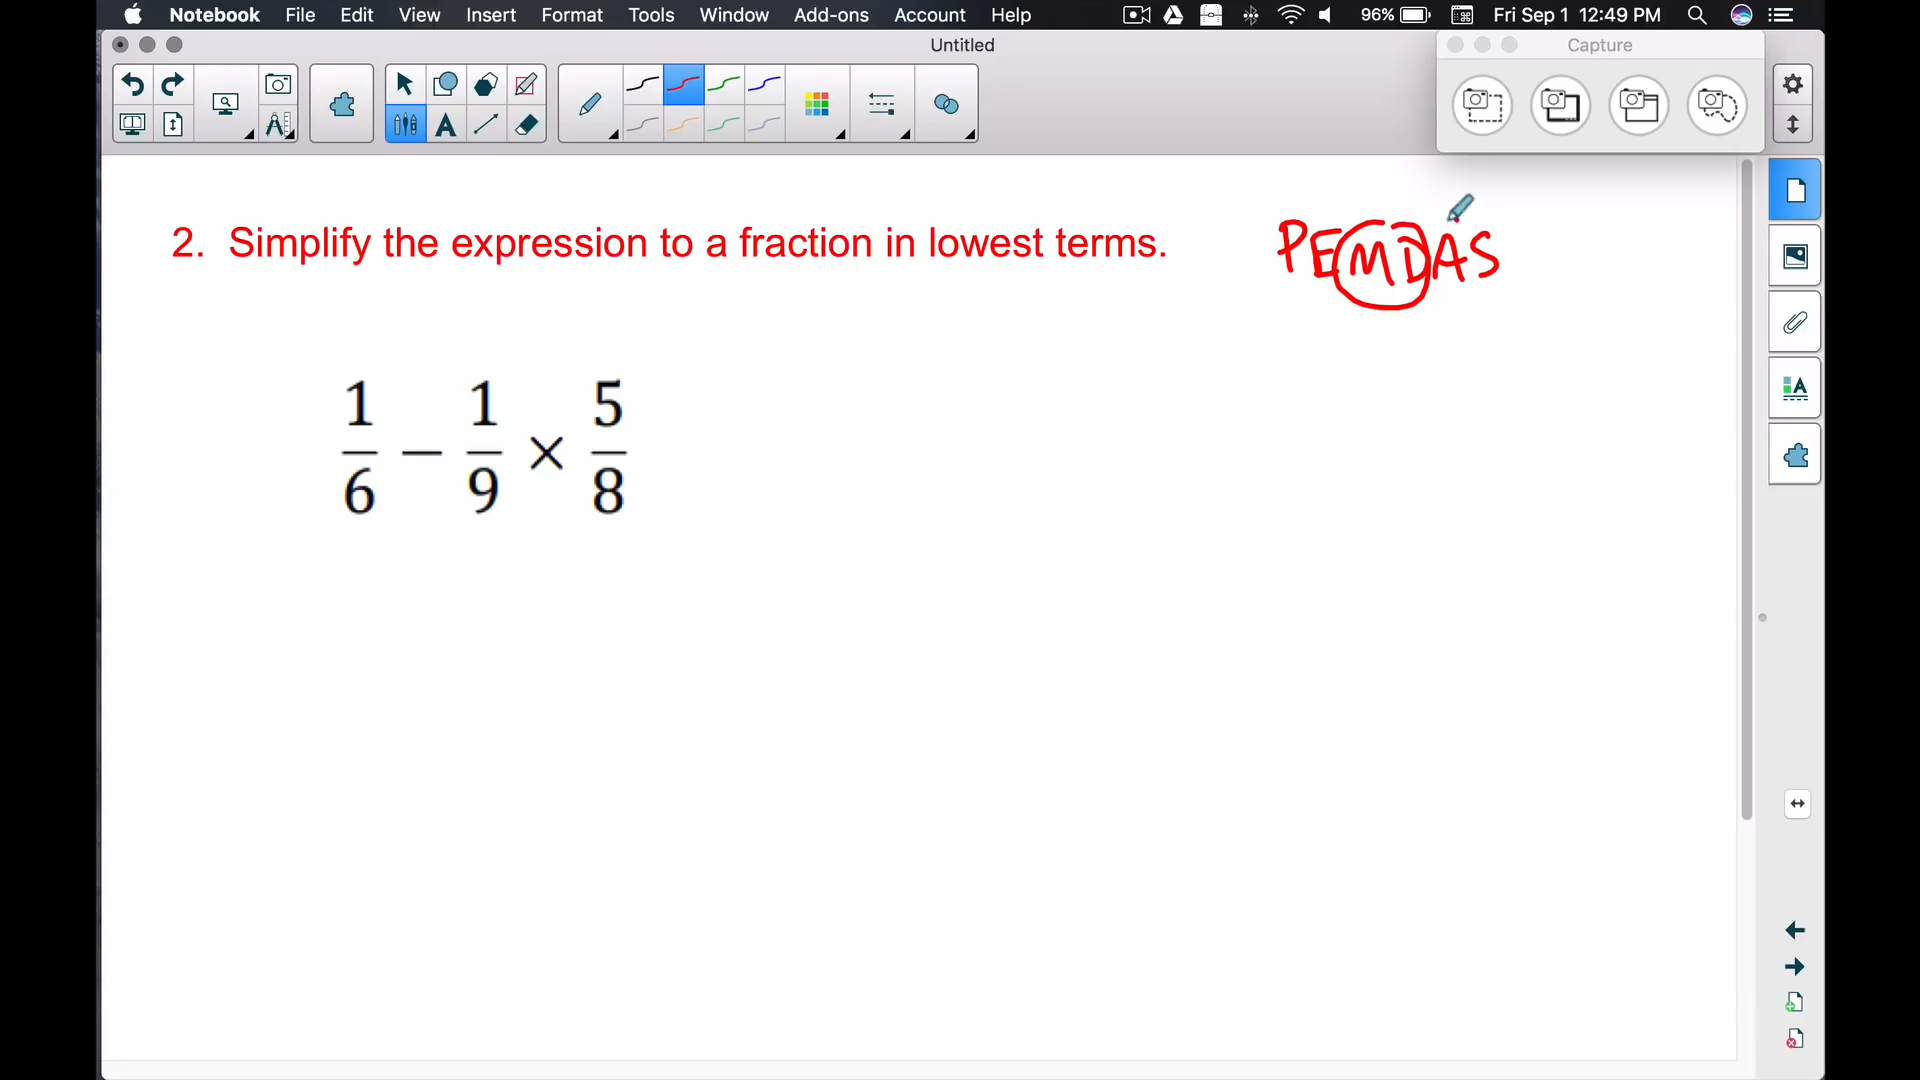 Notebook File Edit View Insert Format Tools Window Add-ons Account Help 96% Fri Sep 1 12:49 PM
Untitled
Capture
2. Simplify the expression to a fraction in lowest terms.
PEMDAS
1/6 − 1/9 × 5/8